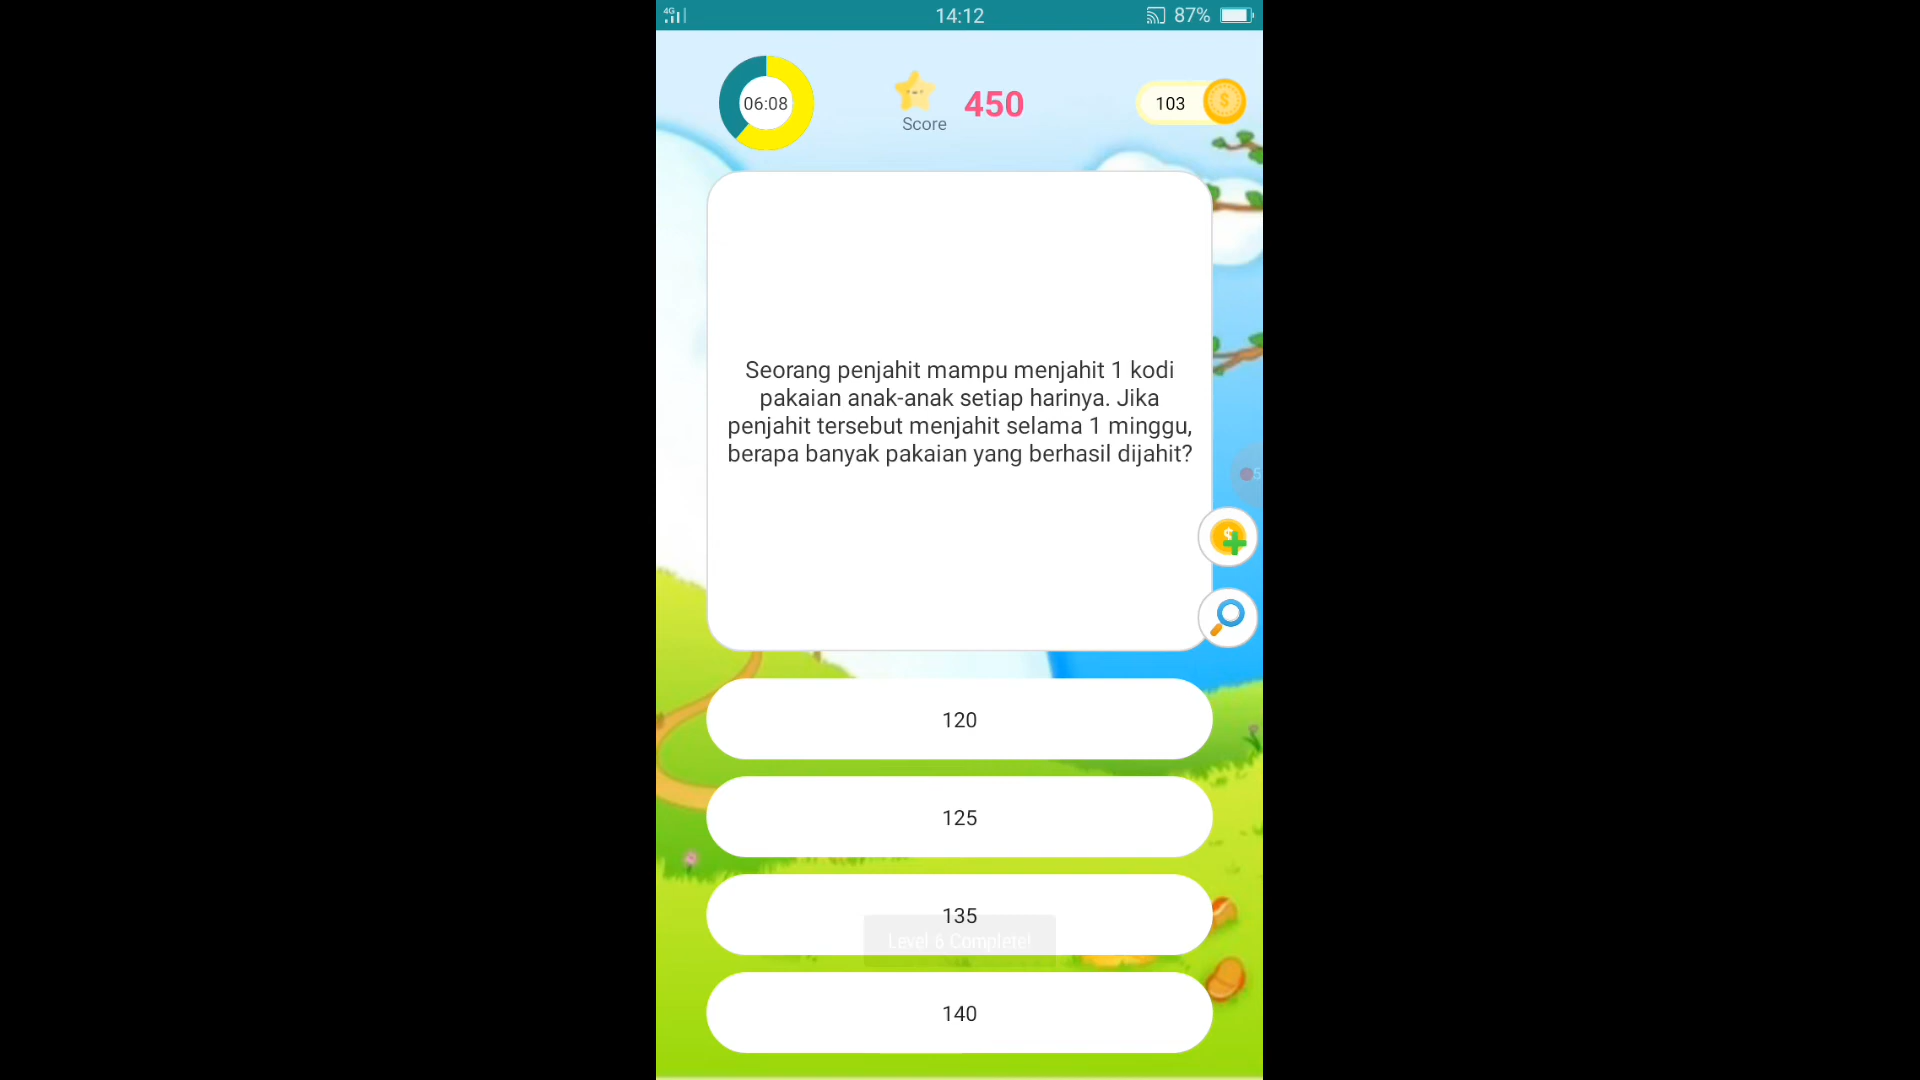 4G 14:12 87%
06:08 Score 450 103
Seorang penjahit mampu menjahit 1 kodi
pakaian anak-anak setiap harinya. Jika
penjahit tersebut menjahit selama 1 minggu,
berapa banyak pakaian yang berhasil dijahit?
120
125
135
Level 6 Complete!
140